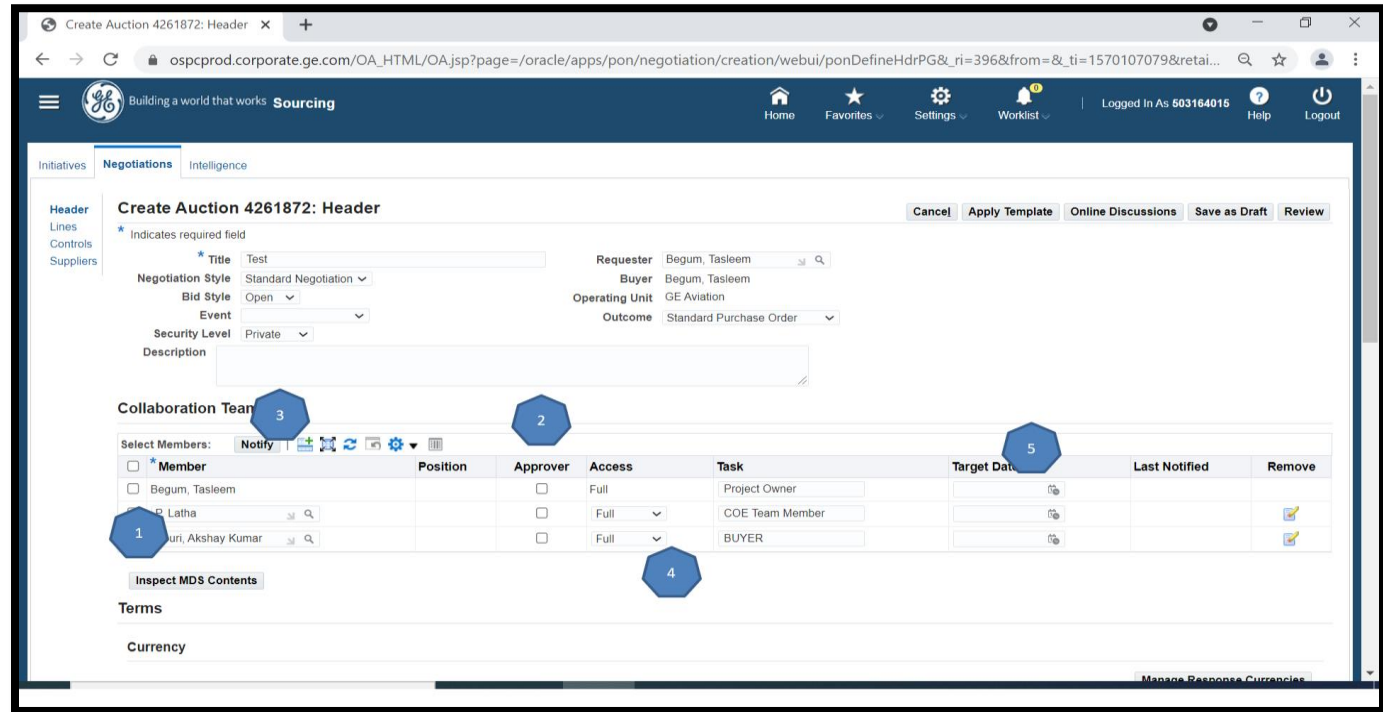 Create Auction 4261872: Header
ospcprod.corporate.ge.com/OA_HTML/OA.jsp?page=/oracle/apps/pon/negotiation/creation/webui/ponDefineHdrPG&_ri=396&from=&_ti=1570107079&retai...
Building a world that works Sourcing
Home Favorites Settings 0 Worklist Logged In As 503164015 Help Logout
Initiatives Negotiations Intelligence
Header
Lines
Controls
Suppliers
Create Auction 4261872: Header
Cancel Apply Template Online Discussions Save as Draft Review
* Indicates required field
* Title Test
Requester Begum, Tasleem
Negotiation Style Standard Negotiation
Buyer Begum, Tasleem
Bid Style Open
Operating Unit GE Aviation
Event
Outcome Standard Purchase Order
Security Level Private
Description
Collaboration Tea
3
2
5
Select Members: Notify
* Member Position Approver Access Task Target Dat Last Notified Remove
Begum, Tasleem Full Project Owner
P, Latha Full COE Team Member
1
uri, Akshay Kumar Full BUYER
4
Inspect MDS Contents
Terms
Currency
Manage Response Currencies